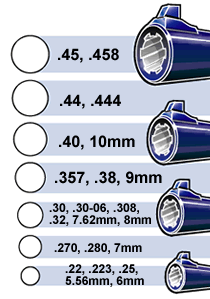 .45, .458
.44, .444
.40, 10mm
.357, .38, 9mm
.30, .30-06, .308,
.32, 7.62mm, 8mm
.270, .280, 7mm
.22, .223, .25,
5.56mm, 6mm